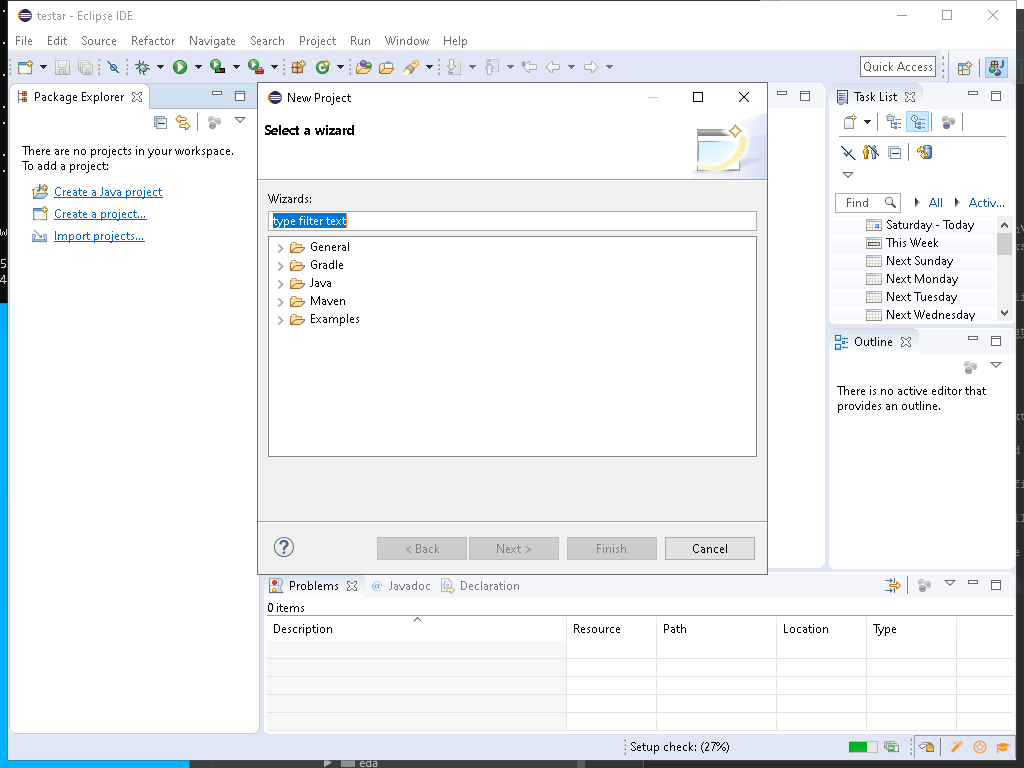 testar - Eclipse IDE
File Edit Source Refactor Navigate Search Project Run Window Help
Quick Access
Package Explorer
There are no projects in your workspace.
To add a project:
Create a Java project
Create a project...
Import projects...
New Project
Select a wizard
Wizards:
type filter text
General
Gradle
Java
Maven
Examples
?
< Back Next > Finish Cancel
Task List
Find All Activ...
Saturday - Today
This Week
Next Sunday
Next Monday
Next Tuesday
Next Wednesday
Outline
There is no active editor that
provides an outline.
Problems @ Javadoc Declaration
0 items
Description Resource Path Location Type
Setup check: (27%)
eda